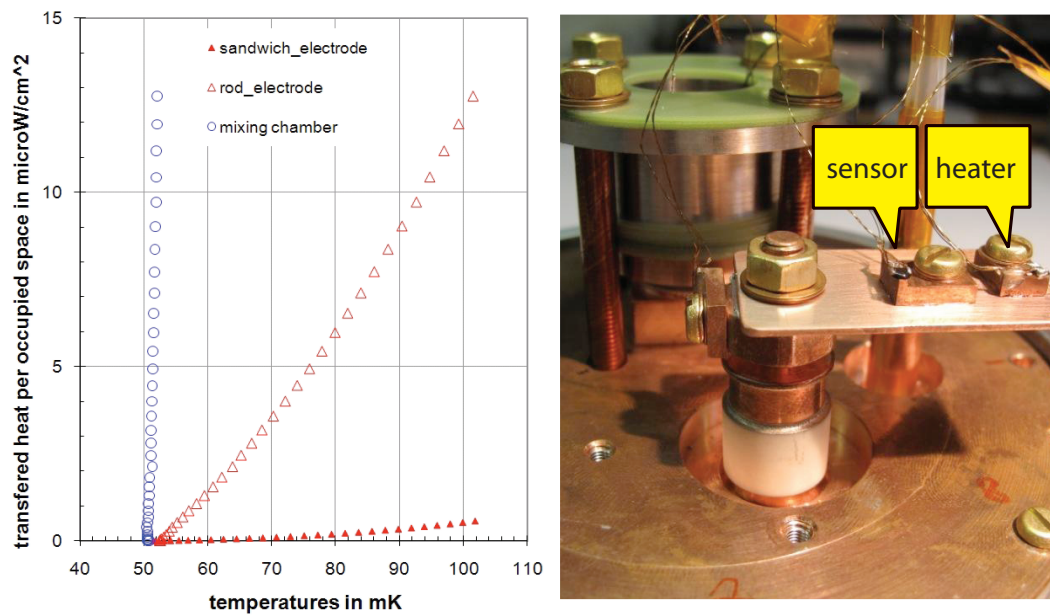 transfered heat per occupied space in microW/cm^2
15
10
5
0
40
50
60
70
80
90
100
110
temperatures in mK
sandwich_electrode
rod_electrode
mixing chamber
sensor
heater